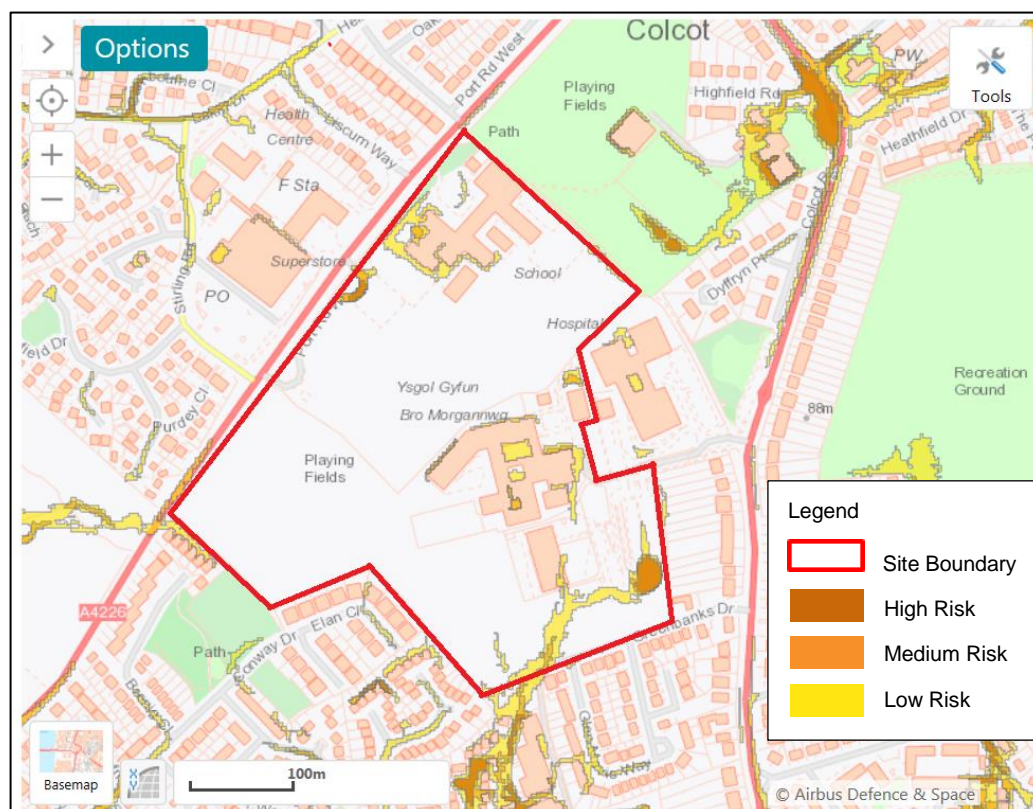 Options
Colcot
Tools
PW
Port Rd West
Playing
Fields
Highfield Rd
Heathfield Dr
Health
Centre
Liscum Way
Path
F Sta
Superstore
Stirling Rd
PO
School
Hospital
Dyffryn Pl
Recreation
Ground
88m
Ysgol Gyfun
Bro Morgannwg
Purdey Cl
Playing
Fields
A4226
Path
Conway Dr
Elan Cl
Greenbanks Dr
Legend
Site Boundary
High Risk
Medium Risk
Low Risk
Basemap
X
Y
100m
© Airbus Defence & Space